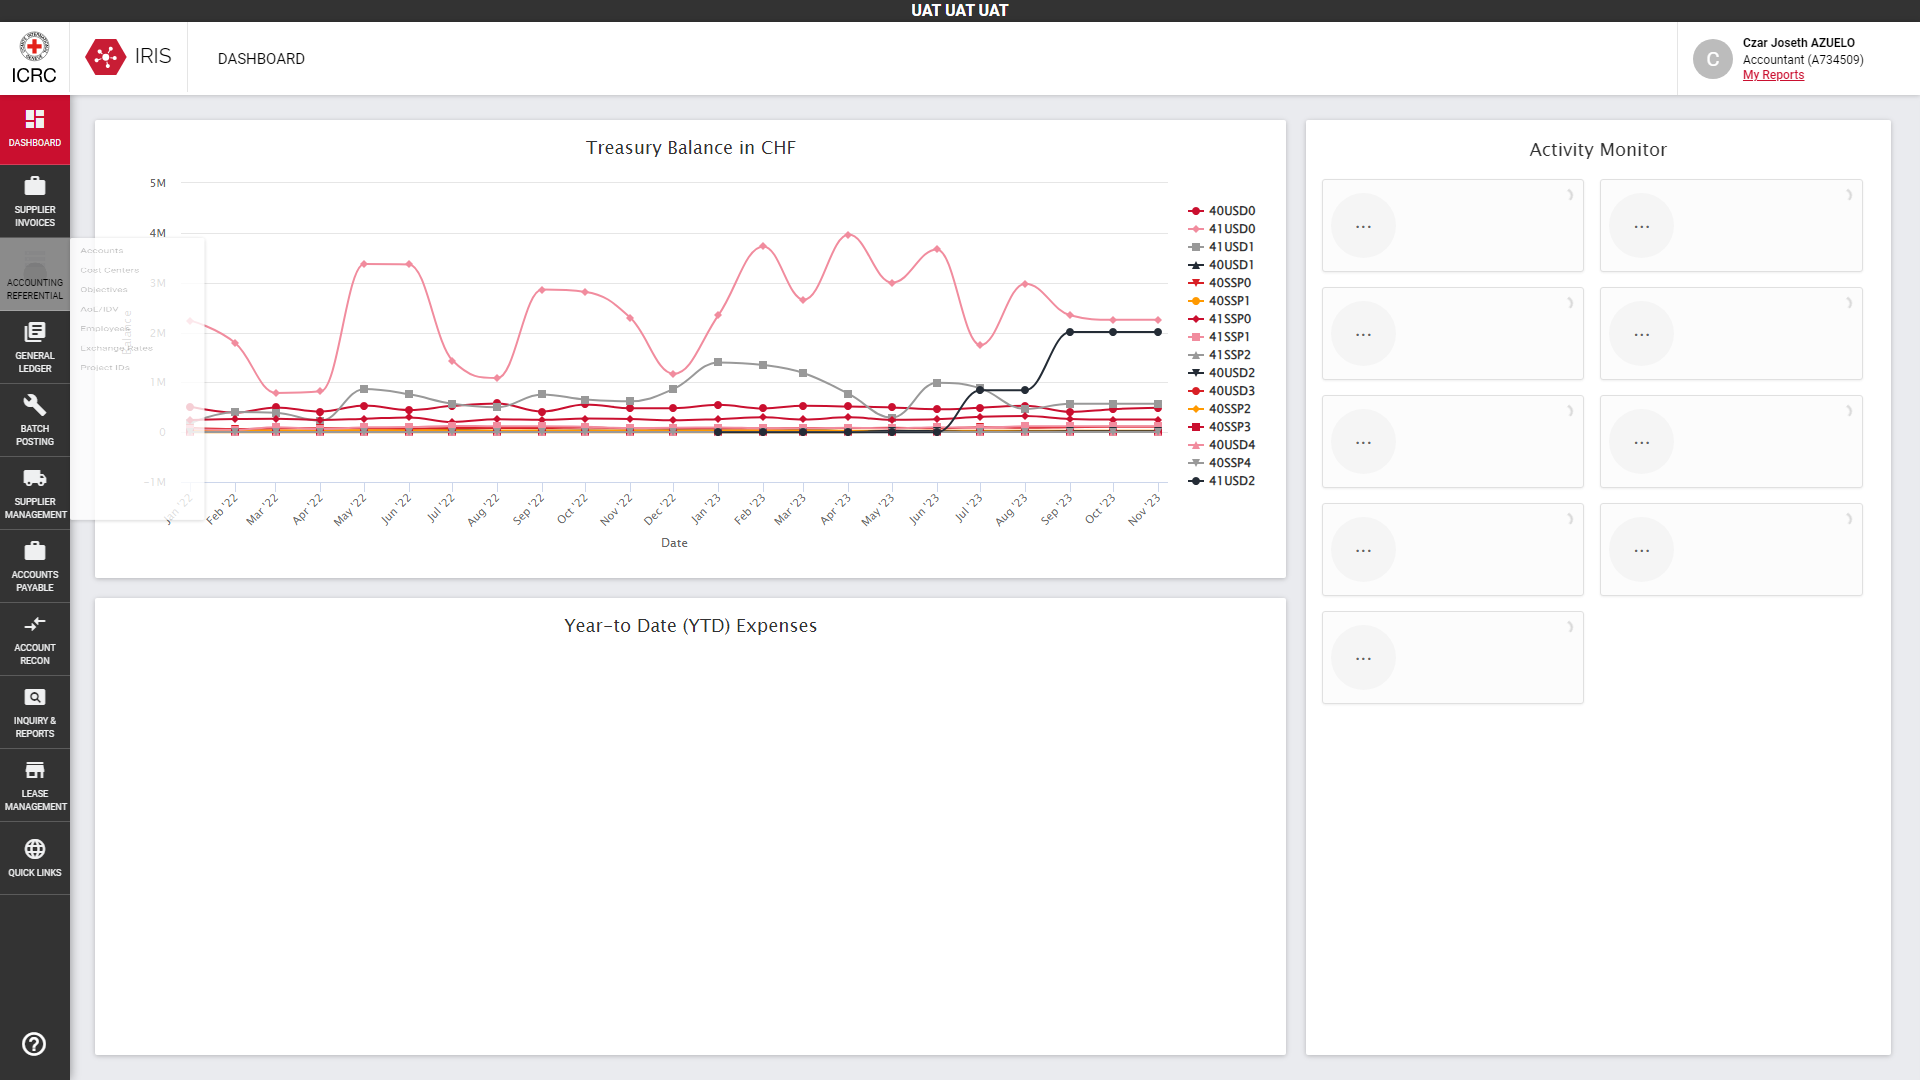 UAT UAT UAT
ICRC
IRIS
DASHBOARD
C
Czar Joseth AZUELO
Accountant (A734509)
My Reports
DASHBOARD
SUPPLIER
INVOICES
ACCOUNTING
REFERENTIAL
GENERAL
LEDGER
BATCH
POSTING
SUPPLIER
MANAGEMENT
ACCOUNTS
PAYABLE
ACCOUNT
RECON
INQUIRY &
REPORTS
LEASE
MANAGEMENT
QUICK LINKS
Accounts
Cost Centers
Objectives
AoL/IDV
Employees
Exchange Rates
Project IDs
Treasury Balance in CHF
5M
4M
3M
2M
1M
0
-1M
Balance
Jan '22
Feb '22
Mar '22
Apr '22
May '22
Jun '22
Jul '22
Aug '22
Sep '22
Oct '22
Nov '22
Dec '22
Jan '23
Feb '23
Mar '23
Apr '23
May '23
Jun '23
Jul '23
Aug '23
Sep '23
Oct '23
Nov '23
Date
40USD0
41USD0
41USD1
40USD1
40SSP0
40SSP1
41SSP0
41SSP1
41SSP2
40USD2
40USD3
40SSP2
40SSP3
40USD4
40SSP4
41USD2
Year-to Date (YTD) Expenses
Activity Monitor
...
...
...
...
...
...
...
...
...